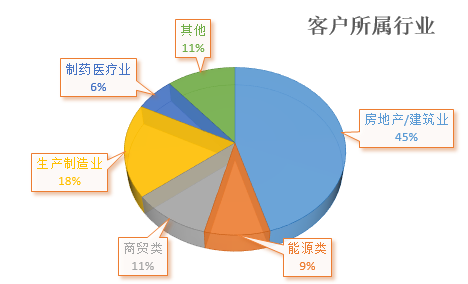 客户所属行业
其他
11%
制药医疗业
6%
房地产/建筑业
45%
生产制造业
18%
商贸类
11%
能源类
9%